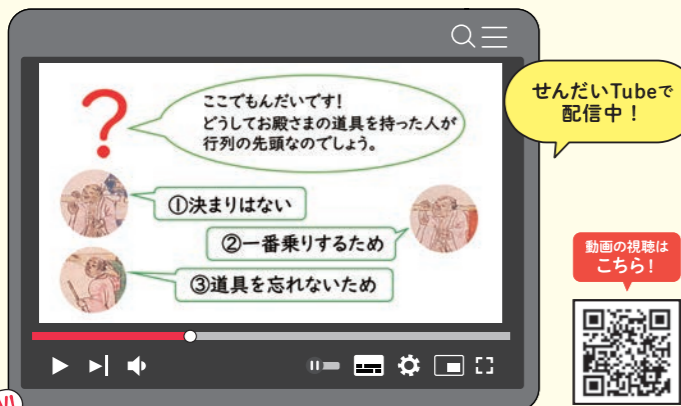 せんだいTubeで
配信中！
?
ここでもんだいです!
どうしてお殿さまの道具を持った人が
行列の先頭なのでしょう。
①決まりはない
②一番乗りするため
③道具を忘れないため
動画の視聴は
こちら！